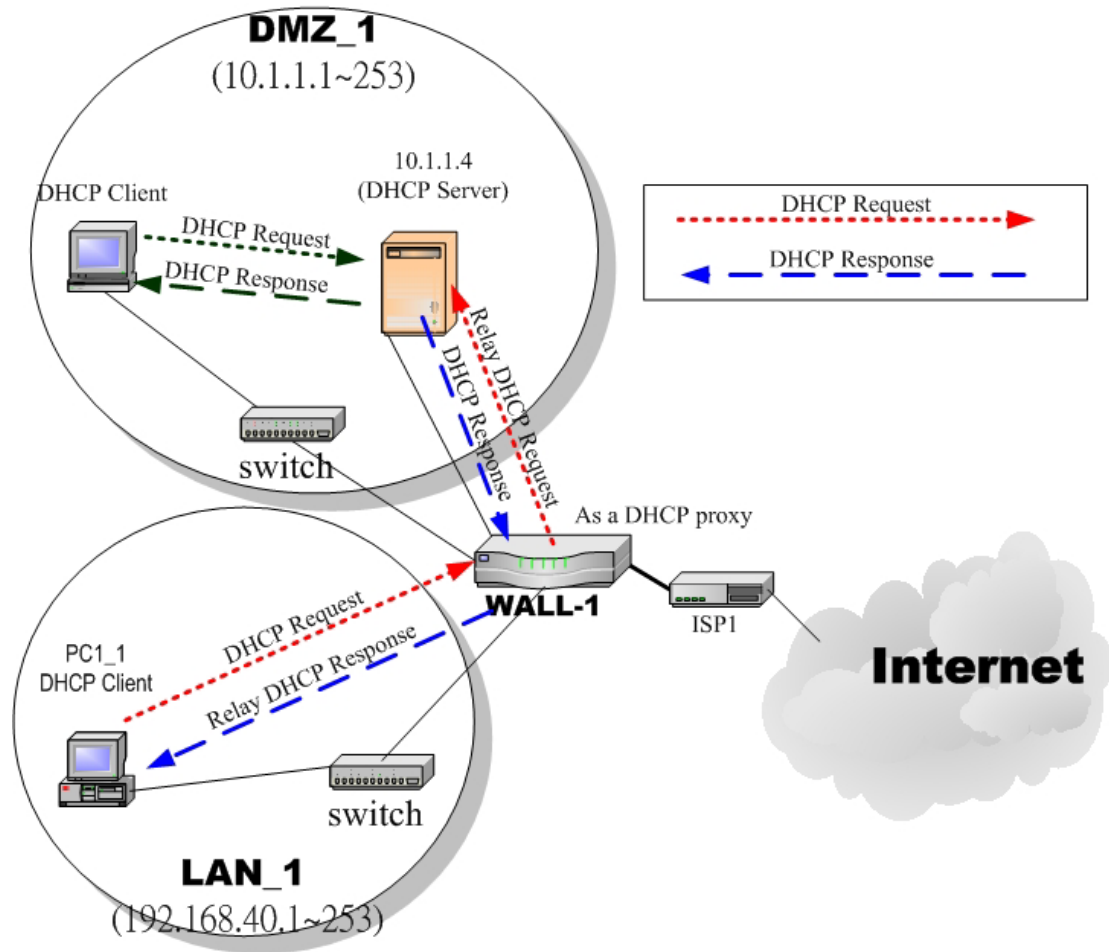 DMZ_1
(10.1.1.1~253)
10.1.1.4
(DHCP Server)
DHCP Client
DHCP Request
DHCP Response
DHCP Request
DHCP Response
Relay DHCP Request
DHCP Response
switch
As a DHCP proxy
WALL-1
ISP1
Internet
DHCP Request
Relay DHCP Response
PC1_1
DHCP Client
switch
LAN_1
(192.168.40.1~253)